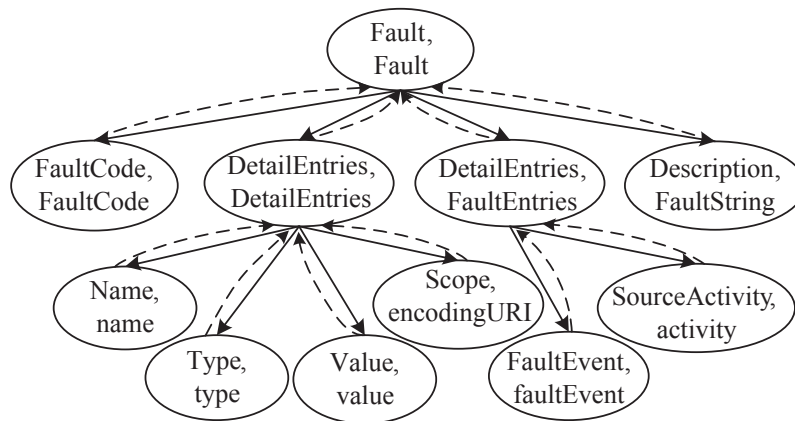 Fault,
Fault
FaultCode,
FaultCode
DetailEntries,
DetailEntries
DetailEntries,
FaultEntries
Description,
FaultString
Name,
name
Scope,
encodingURI
SourceActivity,
activity
Type,
type
Value,
value
FaultEvent,
faultEvent